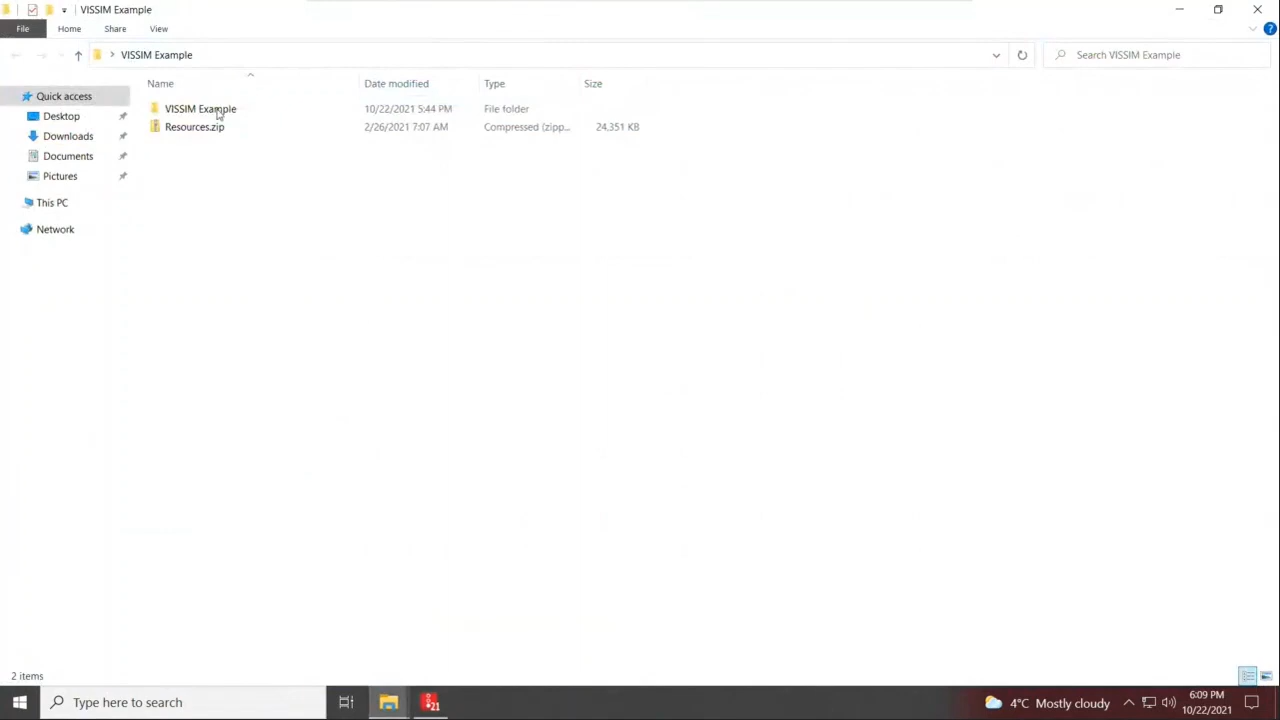 VISSIM Example
File Home Share View
VISSIM Example
Search VISSIM Example
Name Date modified Type Size
Quick access
Desktop
Downloads
Documents
Pictures
This PC
Network
VISSIM Example 10/22/2021 5:44 PM File folder
Resources.zip 2/26/2021 7:07 AM Compressed (zipp... 24,351 KB
2 items
Type here to search
21
4°C Mostly cloudy
6:09 PM
10/22/2021